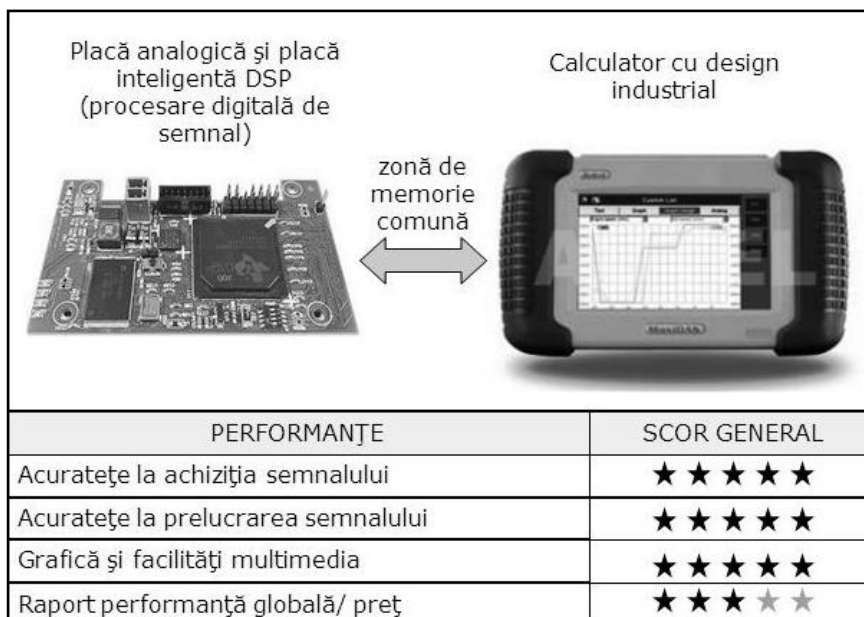 Placă analogică şi placă
inteligentă DSP
(procesare digitală de
semnal)
Calculator cu design
industrial
zonă de
memorie
comună
MaxiDAS
PERFORMANŢE
SCOR GENERAL
Acurateţe la achiziţia semnalului
★ ★ ★ ★ ★
Acurateţe la prelucrarea semnalului
★ ★ ★ ★ ★
Grafică şi facilităţi multimedia
★ ★ ★ ★ ★
Raport performanţă globală/ preţ
★ ★ ★ ★ ★